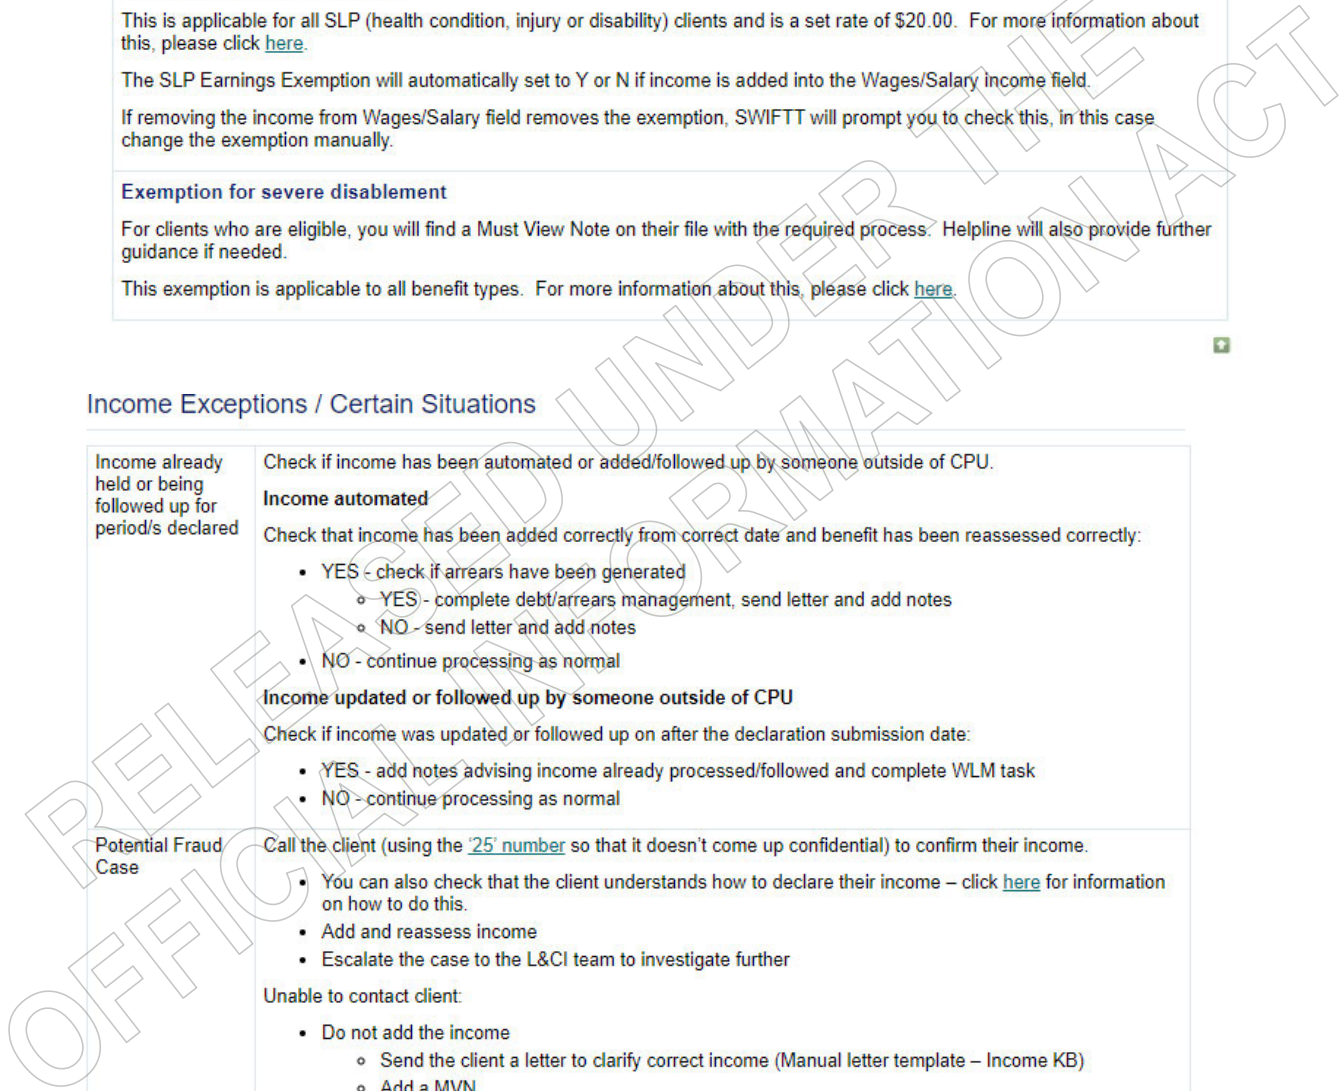 This is applicable for all SLP (health condition, injury or disability) clients and is a set rate of $20.00.  For more information about
this, please click here.
The SLP Earnings Exemption will automatically set to Y or N if income is added into the Wages/Salary income field.
If removing the income from Wages/Salary field removes the exemption, SWIFTT will prompt you to check this, in this case
change the exemption manually.
Exemption for severe disablement
For clients who are eligible, you will find a Must View Note on their file with the required process.  Helpline will also provide further
guidance if needed.
This exemption is applicable to all benefit types.  For more information about this, please click here.
Income Exceptions / Certain Situations
Income already
held or being
followed up for
period/s declared
Check if income has been automated or added/followed up by someone outside of CPU.
Income automated
Check that income has been added correctly from correct date and benefit has been reassessed correctly:
• YES - check if arrears have been generated
o YES - complete debt/arrears management, send letter and add notes
o NO - send letter and add notes
• NO - continue processing as normal
Income updated or followed up by someone outside of CPU
Check if income was updated or followed up on after the declaration submission date:
• YES - add notes advising income already processed/followed and complete WLM task
• NO - continue processing as normal
Potential Fraud
Case
Call the client (using the '25' number so that it doesn't come up confidential) to confirm their income.
• You can also check that the client understands how to declare their income – click here for information
on how to do this.
• Add and reassess income
• Escalate the case to the L&CI team to investigate further
Unable to contact client:
• Do not add the income
o Send the client a letter to clarify correct income (Manual letter template – Income KB)
o Add a MVN
RELEASED UNDER THE
OFFICIAL INFORMATION ACT